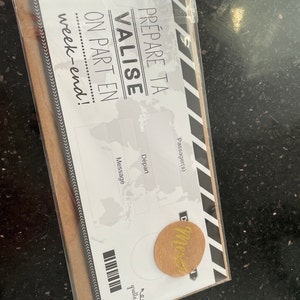 PRÉPARE TA
VALISE
ON PART EN
week-end!
Passager(s)
Départ
Message